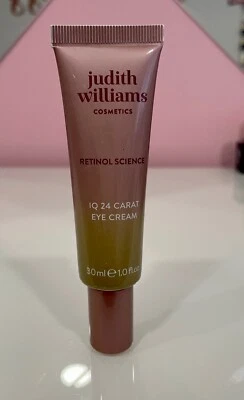 judith
williams
COSMETICS
RETINOL SCIENCE
IQ 24 CARAT
EYE CREAM
30ml ℮ 1.0 fl.oz